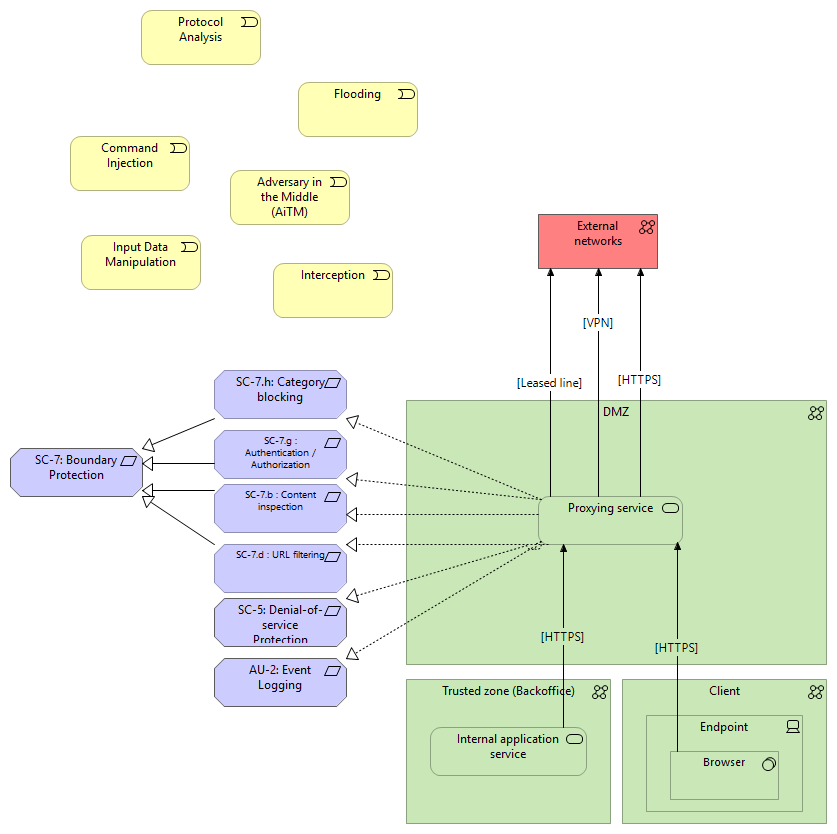 Protocol
Analysis
Flooding
Command
Injection
Adversary in
the Middle
(AiTM)
Input Data
Manipulation
Interception
External
networks
[VPN]
[Leased line]
[HTTPS]
SC-7.h: Category
blocking
DMZ
SC-7.g :
Authentication /
Authorization
SC-7: Boundary
Protection
SC-7.b : Content
inspection
Proxying service
SC-7.d : URL filtering
SC-5: Denial-of-
service
Protection
[HTTPS]
[HTTPS]
AU-2: Event
Logging
Trusted zone (Backoffice)
Client
Internal application
service
Endpoint
Browser